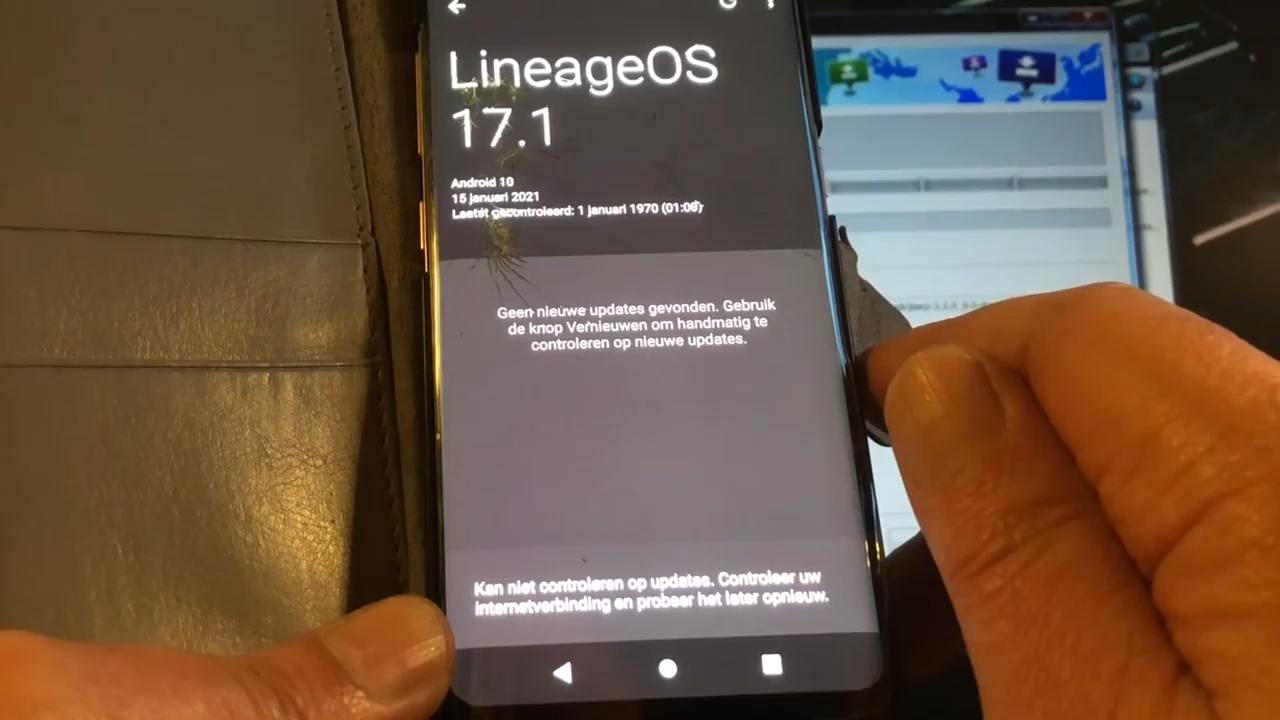 LineageOS
17.1
Android 10
15 januari 2021
Laatst gecontroleerd: 1 januari 1970 (01:08)
Geen nieuwe updates gevonden. Gebruik
de knop Vernieuwen om handmatig te
controleren op nieuwe updates.
Kan niet controleren op updates. Controleer uw
internetverbinding en probeer het later opnieuw.